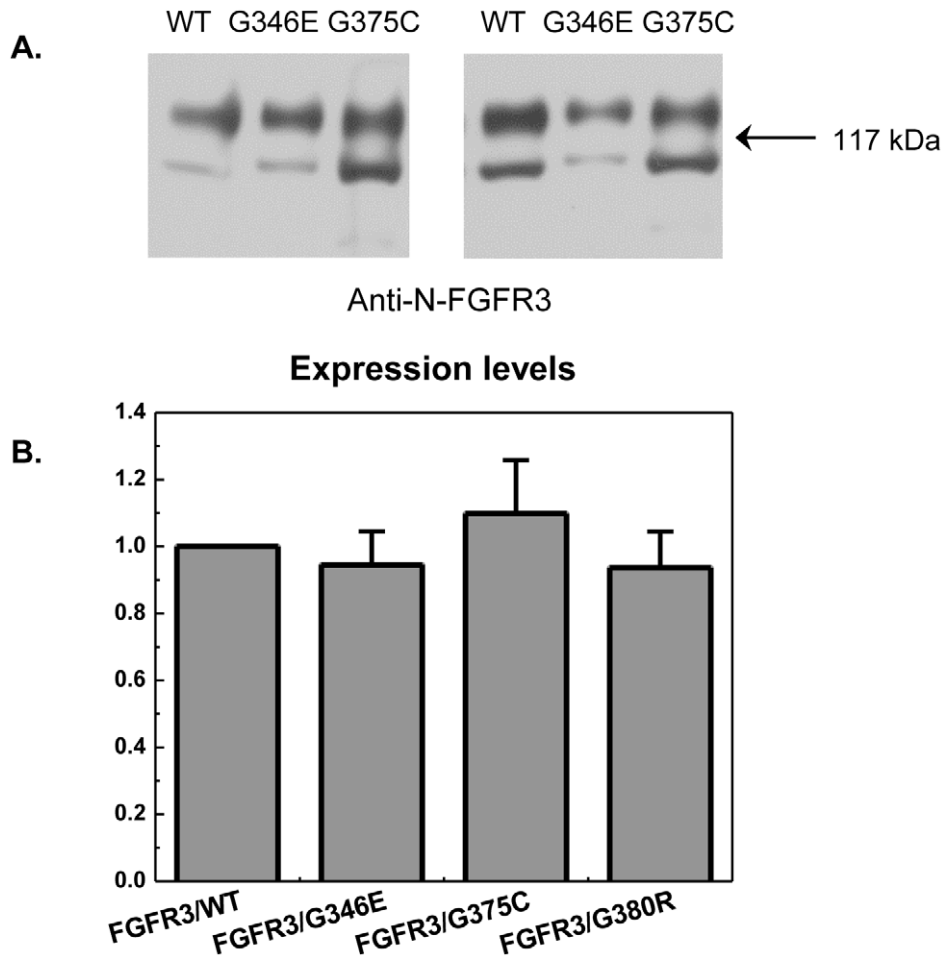 A.
WT G346E G375C
WT G346E G375C
117 kDa
Anti-N-FGFR3
B.
Expression levels
1.4
1.2
1.0
0.8
0.6
0.4
0.2
0.0
FGFR3/WT
FGFR3/G346E
FGFR3/G375C
FGFR3/G380R